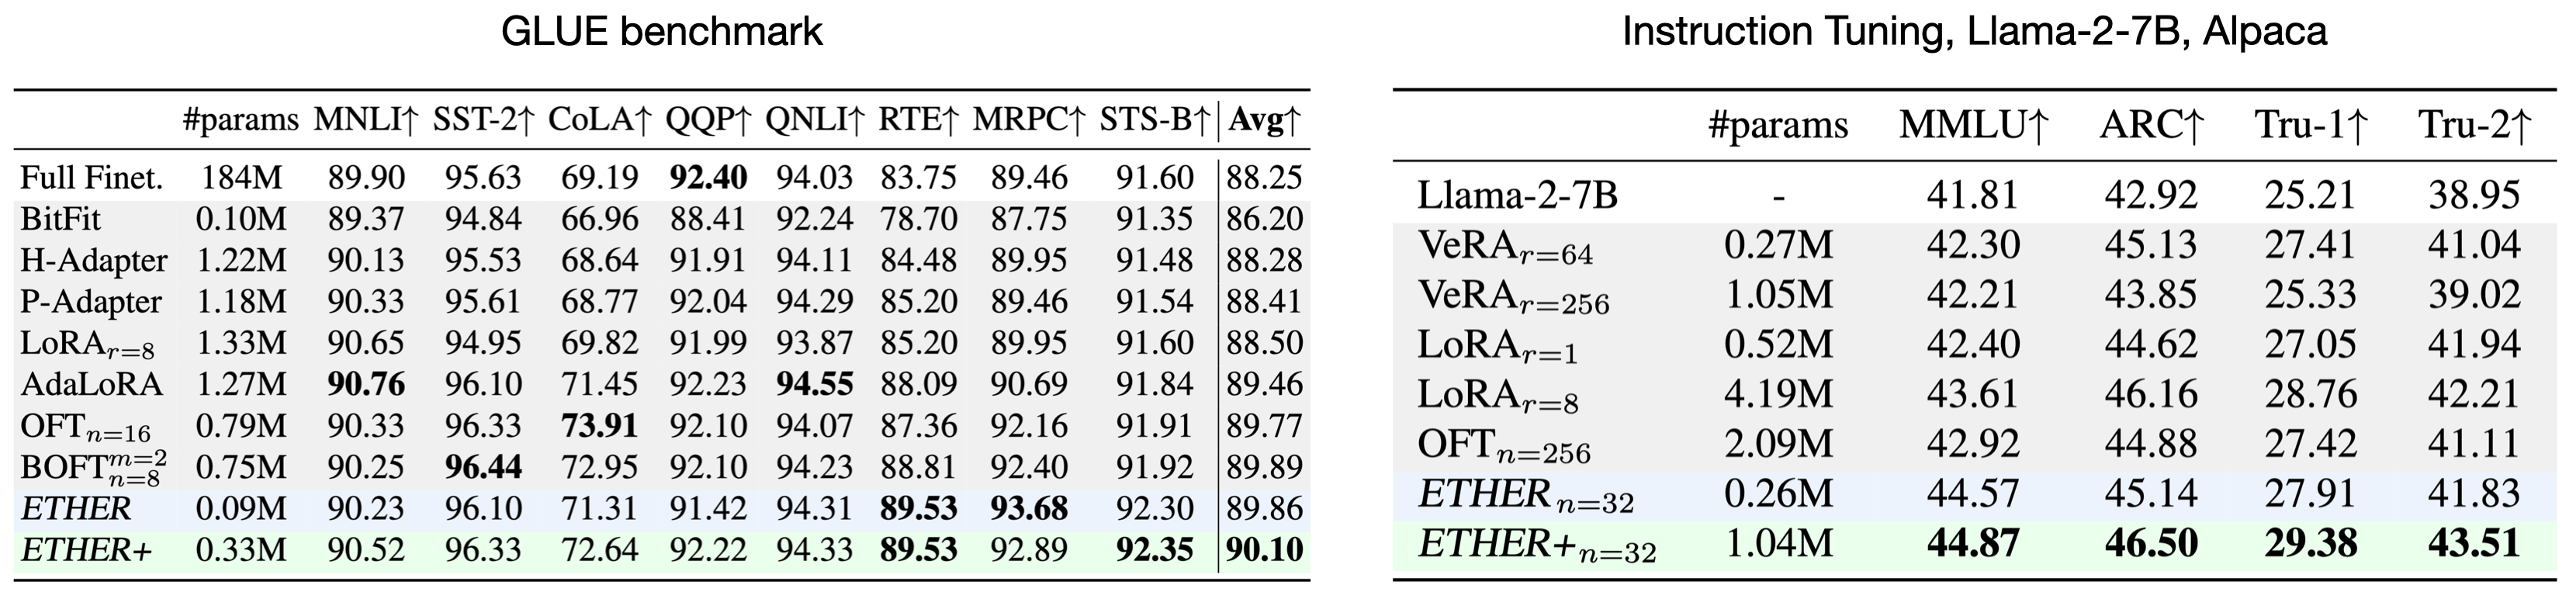 GLUE benchmark
#params MNLI↑ SST-2↑ CoLA↑ QQP↑ QNLI↑ RTE↑ MRPC↑ STS-B↑ Avg↑
Full Finet. 184M 89.90 95.63 69.19 92.40 94.03 83.75 89.46 91.60 88.25
BitFit 0.10M 89.37 94.84 66.96 88.41 92.24 78.70 87.75 91.35 86.20
H-Adapter 1.22M 90.13 95.53 68.64 91.91 94.11 84.48 89.95 91.48 88.28
P-Adapter 1.18M 90.33 95.61 68.77 92.04 94.29 85.20 89.46 91.54 88.41
LoRA r=8 1.33M 90.65 94.95 69.82 91.99 93.87 85.20 89.95 91.60 88.50
AdaLoRA 1.27M 90.76 96.10 71.45 92.23 94.55 88.09 90.69 91.84 89.46
OFT n=16 0.79M 90.33 96.33 73.91 92.10 94.07 87.36 92.16 91.91 89.77
BOFT m=2 n=8 0.75M 90.25 96.44 72.95 92.10 94.23 88.81 92.40 91.92 89.89
ETHER 0.09M 90.23 96.10 71.31 91.42 94.31 89.53 93.68 92.30 89.86
ETHER+ 0.33M 90.52 96.33 72.64 92.22 94.33 89.53 92.89 92.35 90.10
Instruction Tuning, Llama-2-7B, Alpaca
#params MMLU↑ ARC↑ Tru-1↑ Tru-2↑
Llama-2-7B - 41.81 42.92 25.21 38.95
VeRA r=64 0.27M 42.30 45.13 27.41 41.04
VeRA r=256 1.05M 42.21 43.85 25.33 39.02
LoRA r=1 0.52M 42.40 44.62 27.05 41.94
LoRA r=8 4.19M 43.61 46.16 28.76 42.21
OFT n=256 2.09M 42.92 44.88 27.42 41.11
ETHER n=32 0.26M 44.57 45.14 27.91 41.83
ETHER+ n=32 1.04M 44.87 46.50 29.38 43.51